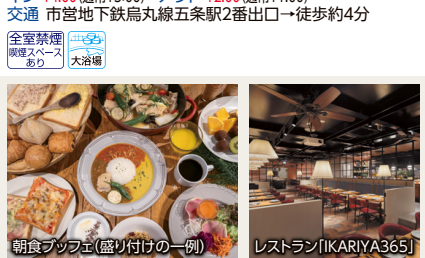 交通 市営地下鉄烏丸線五条駅2番出口→徒歩約4分
全室禁煙
喫煙スペース
あり
大浴場
朝食ブッフェ(盛り付けの一例)
レストラン「IKARIYA365」